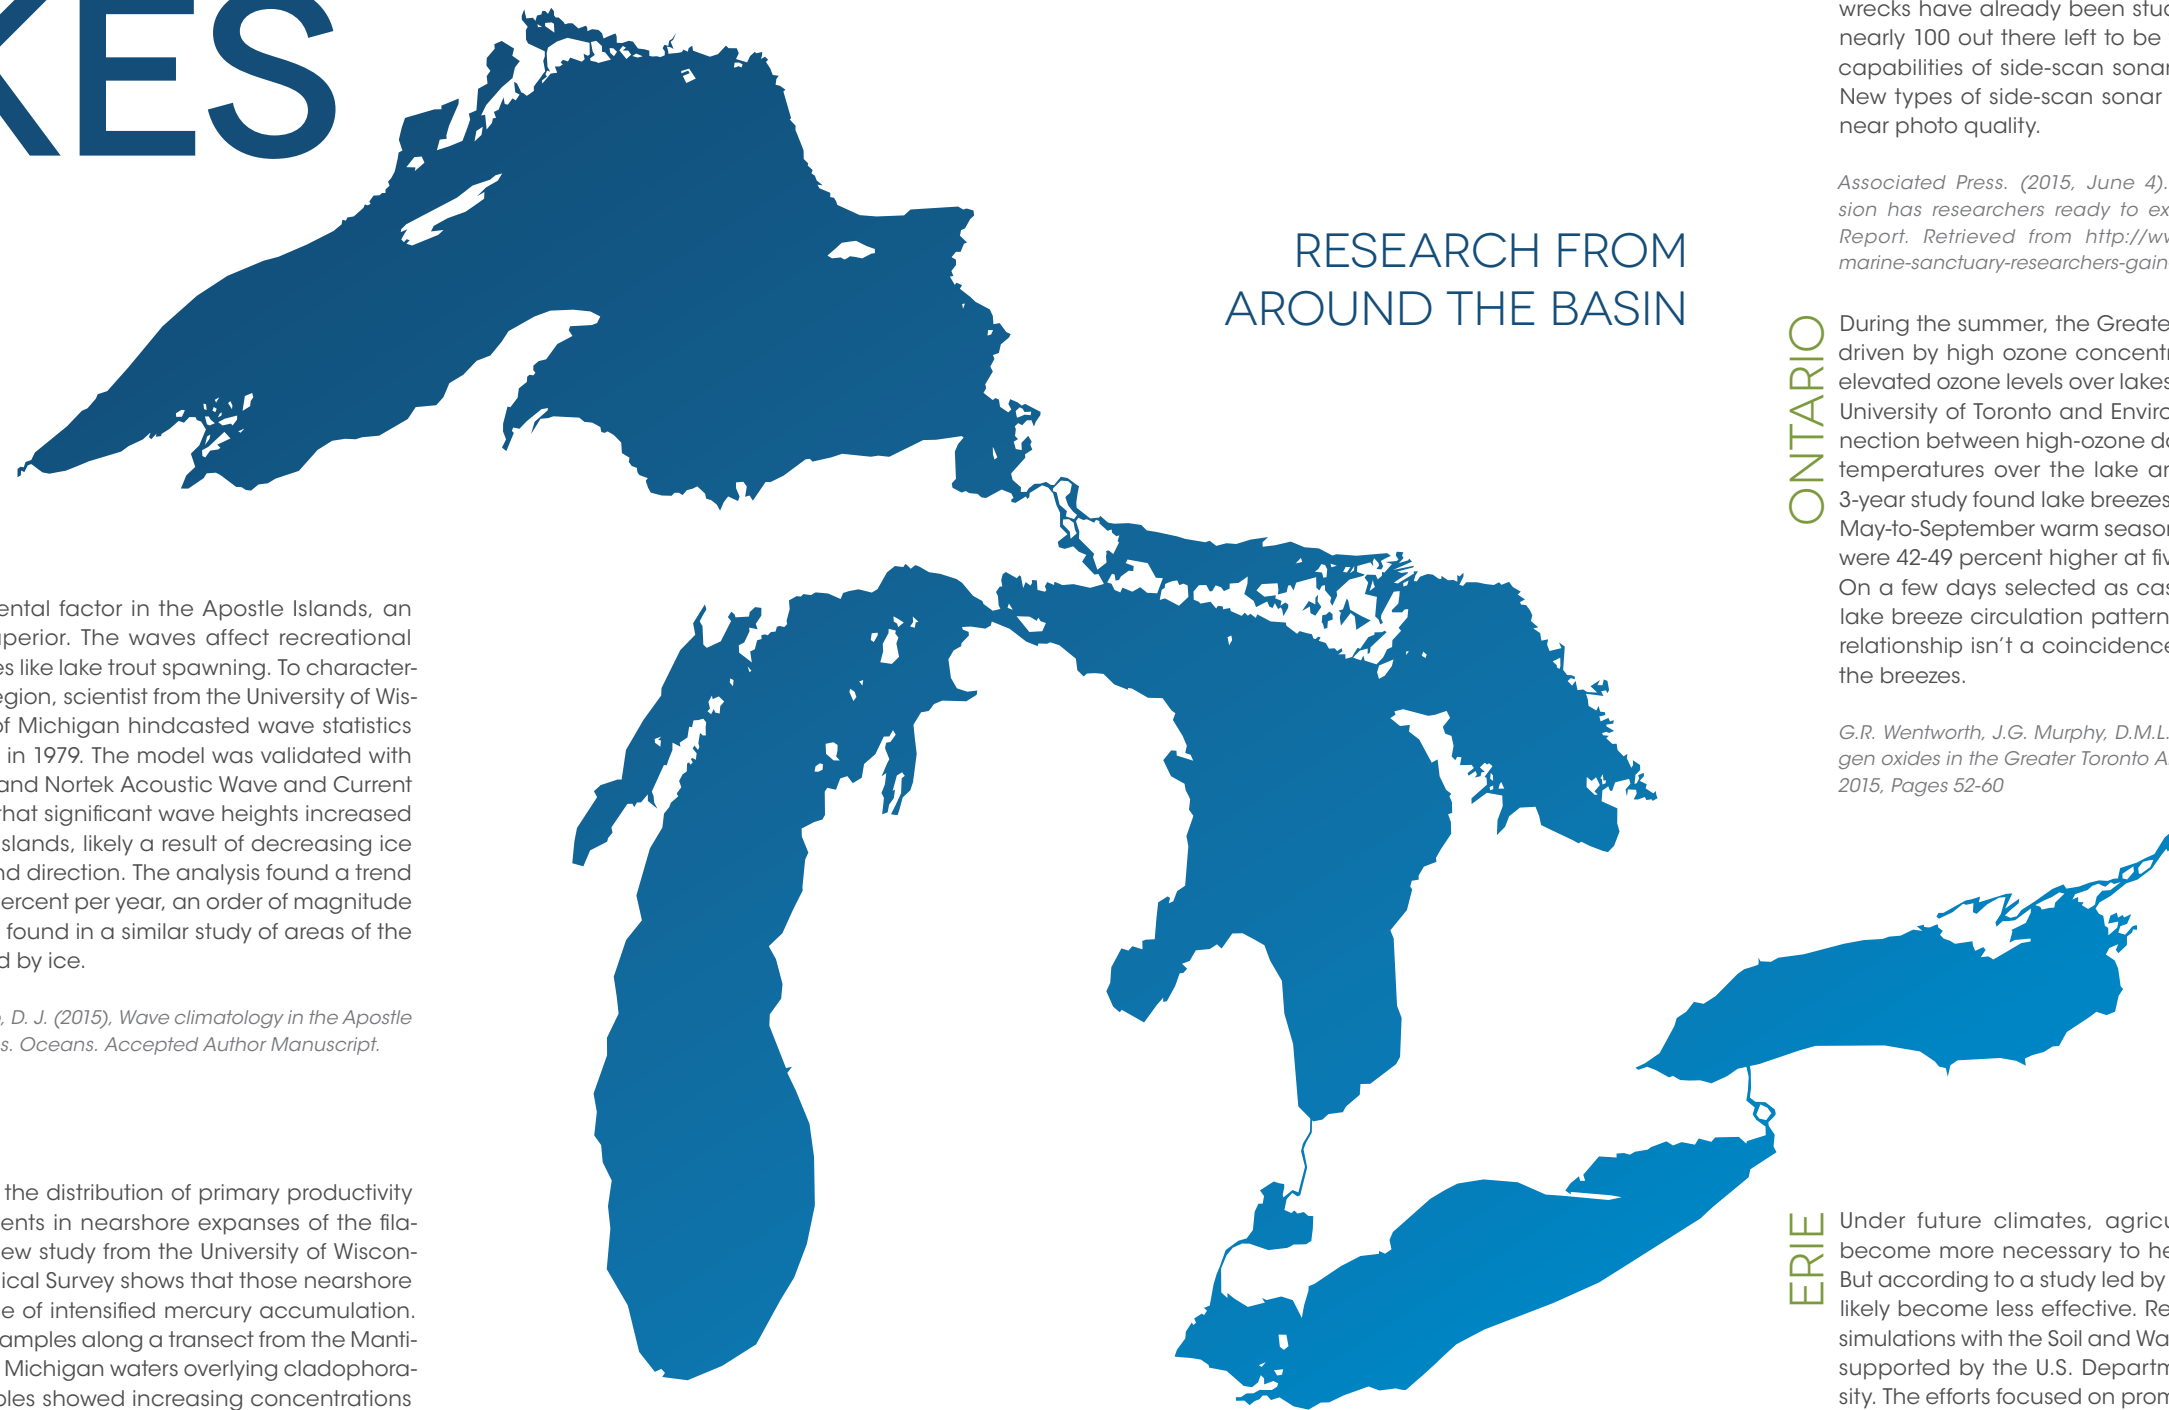 KES
RESEARCH FROM
AROUND THE BASIN
ental factor in the Apostle Islands, an
perior. The waves affect recreational
es like lake trout spawning. To character-
egion, scientist from the University of Wis-
of Michigan hindcasted wave statistics
in 1979. The model was validated with
and Nortek Acoustic Wave and Current
that significant wave heights increased
slands, likely a result of decreasing ice
nd direction. The analysis found a trend
ercent per year, an order of magnitude
found in a similar study of areas of the
d by ice.
, D. J. (2015), Wave climatology in the Apostle
s. Oceans. Accepted Author Manuscript.
the distribution of primary productivity
ents in nearshore expanses of the fila-
ew study from the University of Wiscon-
ical Survey shows that those nearshore
e of intensified mercury accumulation.
amples along a transect from the Manti-
Michigan waters overlying cladophora-
ples showed increasing concentrations
wrecks have already been stud
nearly 100 out there left to be
capabilities of side-scan sonar
New types of side-scan sonar
near photo quality.
Associated Press. (2015, June 4).
sion has researchers ready to ex
Report. Retrieved from http://ww
marine-sanctuary-researchers-gain
ONTARIO
During the summer, the Greate
driven by high ozone concentr
elevated ozone levels over lakes
University of Toronto and Enviro
nection between high-ozone da
temperatures over the lake an
3-year study found lake breezes
May-to-September warm season
were 42-49 percent higher at fiv
On a few days selected as cas
lake breeze circulation pattern
relationship isn't a coincidence
the breezes.
G.R. Wentworth, J.G. Murphy, D.M.L.
gen oxides in the Greater Toronto A
2015, Pages 52-60
ERIE
Under future climates, agricu
become more necessary to he
But according to a study led by
likely become less effective. Re
simulations with the Soil and Wa
supported by the U.S. Departm
sity. The efforts focused on prom